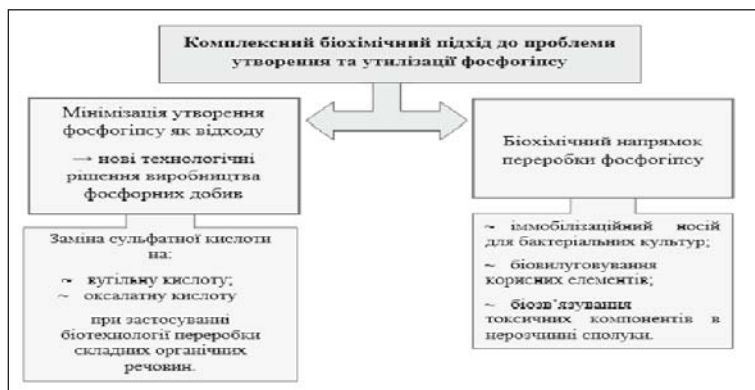 Комплексний біохімічний підхід до проблеми
утворення та утилізації фосфогіпсу
Мінімізація утворення
фосфогіпсу як відходу
→ нові технологічні
рішення виробництва
фосфорних добив
Заміна сульфатної кислоти
на:
~ вугільну кислоту;
~ оксалатну кислоту
при застосуванні
біотехнології переробки
складних органічних
речовин.
Біохімічний напрямок
переробки фосфогіпсу
~ іммобілізаційний носій
для бактеріальних культур;
~ біовилуговування
корисних елементів;
~ біозв'язування
токсичних компонентів в
нерозчинні сполуки.